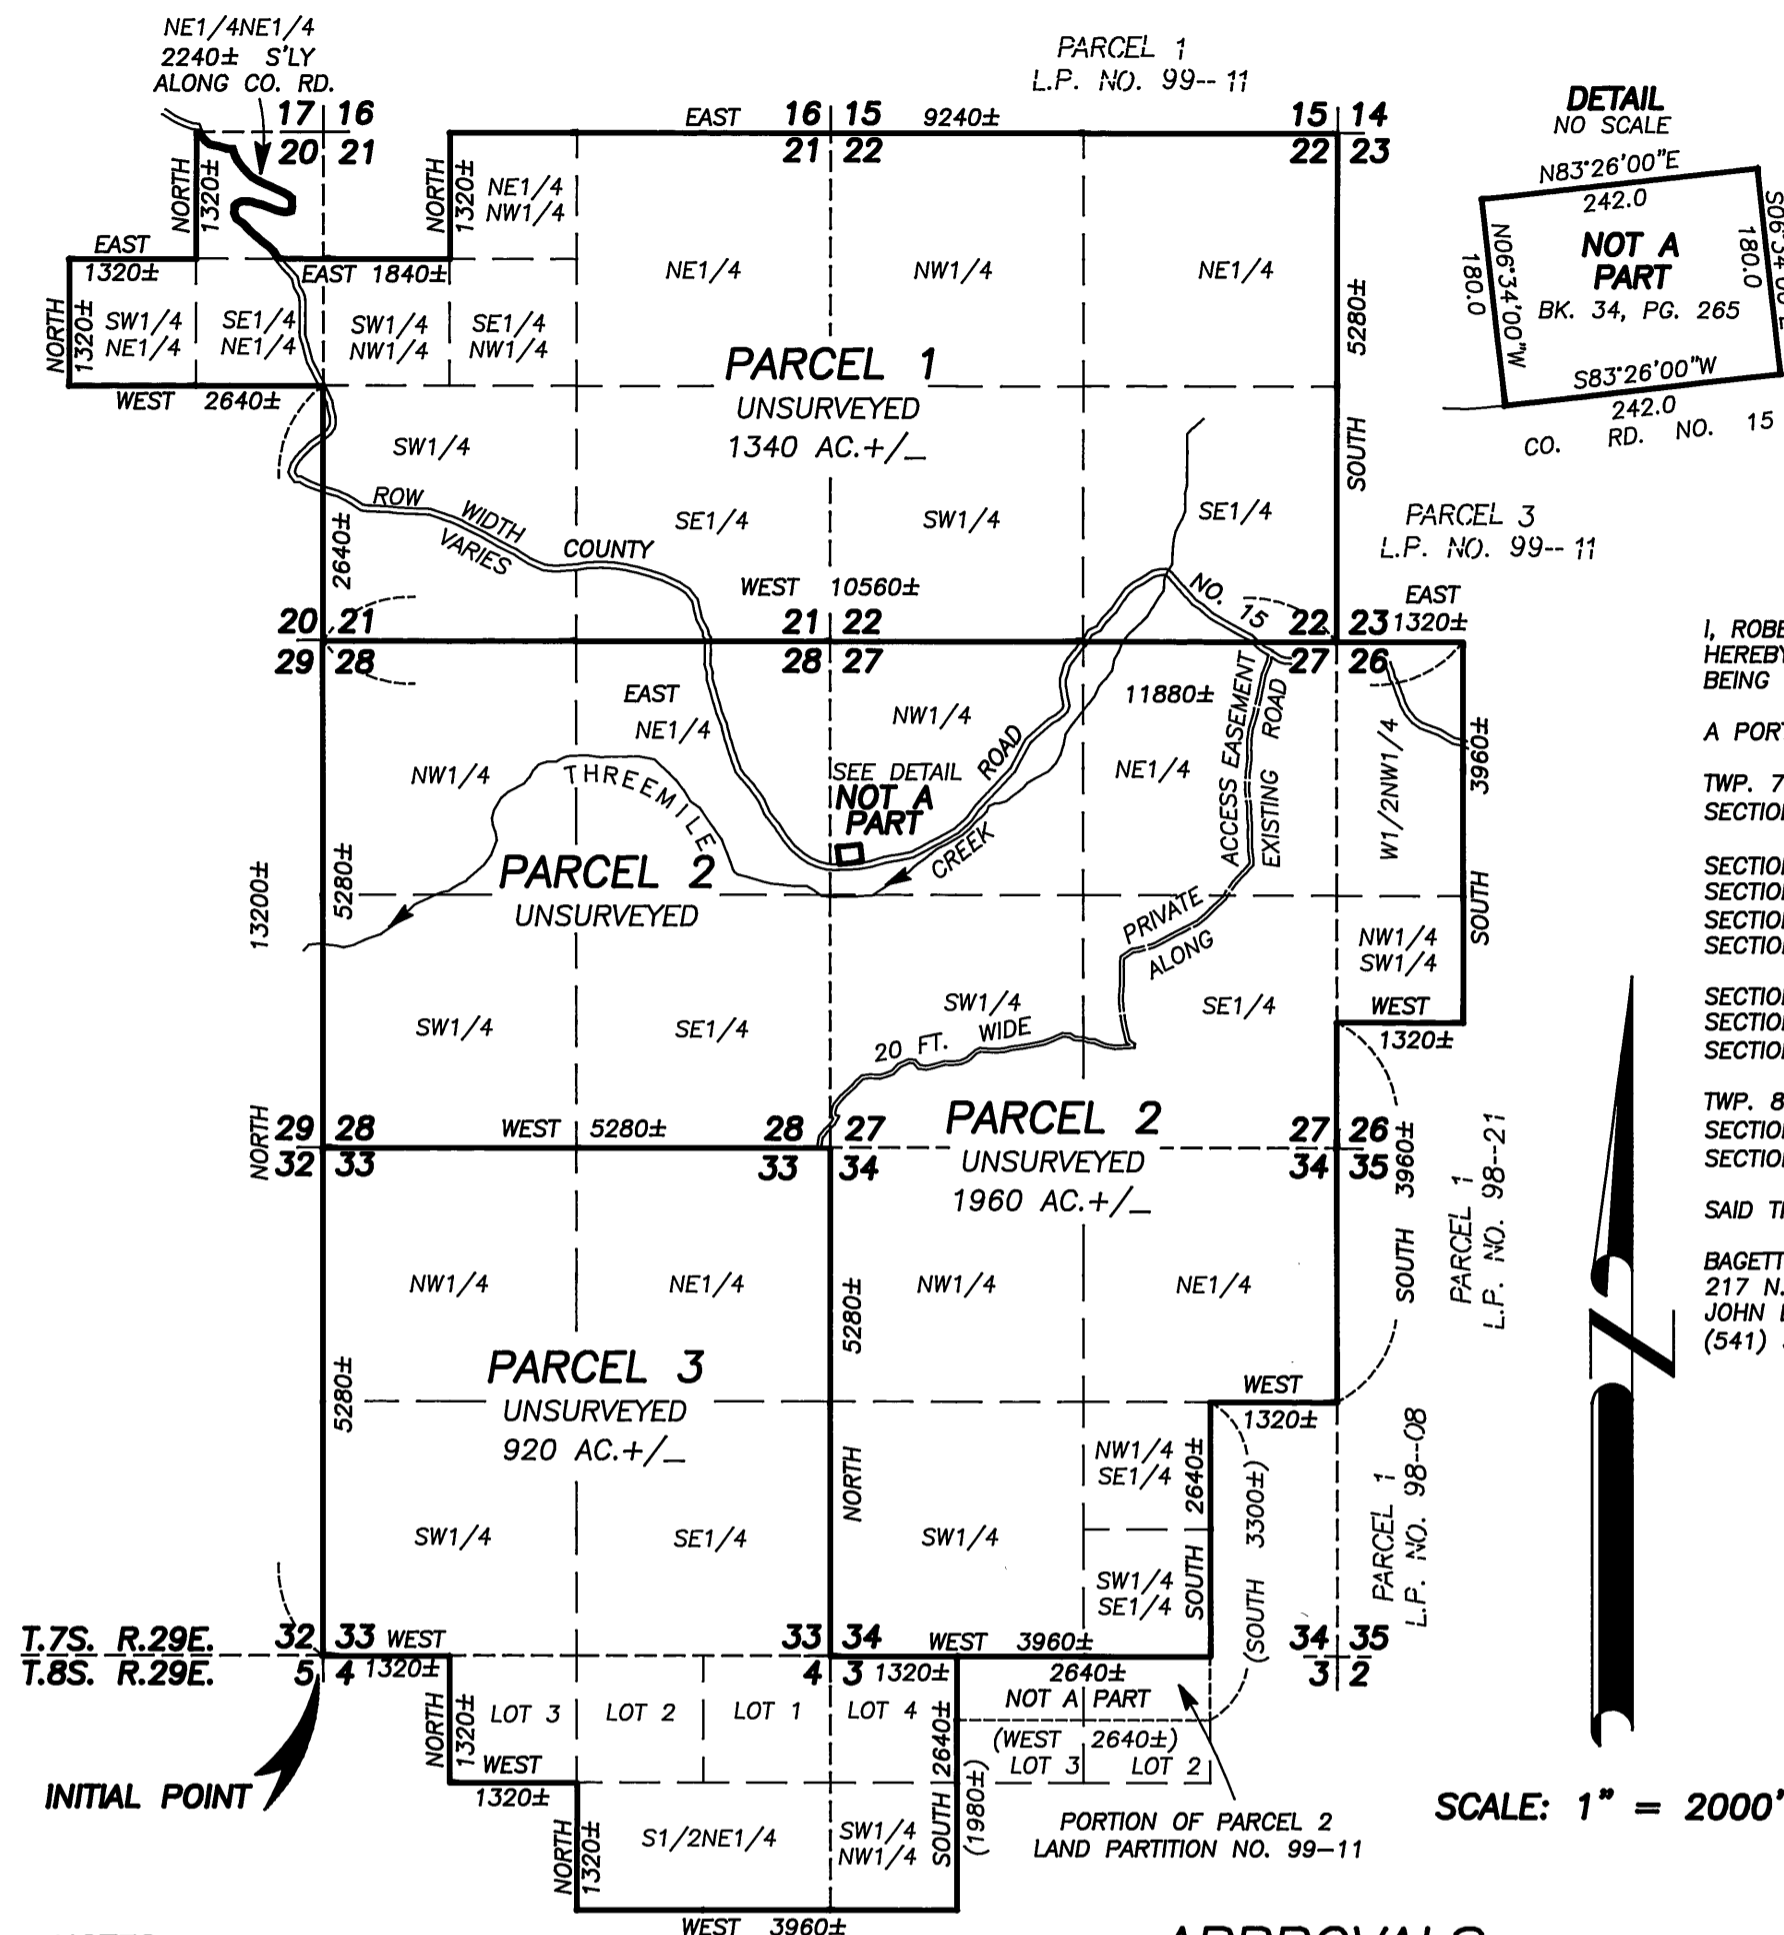 NE1/4NE1/4
2240± S'LY
ALONG CO. RD.
PARCEL 1
L.P. NO. 99-- 11
DETAIL
NO SCALE
N83°26'00"E
242.0
NOT A
PART
BK. 34, PG. 265
N06°34'00"W
180.0
180.0
S83°26'00"W
242.0
CO. RD. NO. 15
17 16
20 21
EAST
16 15
9240±
21 22
15 14
22 23
NORTH
1320±
NORTH
1320±
NE1/4
NW1/4
EAST
1320±
EAST 1840±
NORTH
1320±
SW1/4
NE1/4
SE1/4
NE1/4
SW1/4
NW1/4
SE1/4
NW1/4
NE1/4
NW1/4
NE1/4
5280±
SOUTH
WEST 2640±
PARCEL 1
UNSURVEYED
1340 AC.+/_
SW1/4
SE1/4
SW1/4
SE1/4
ROW WIDTH
VARIES
COUNTY
2640±
WEST 10560±
NO. 15
PARCEL 3
L.P. NO. 99-- 11
EAST
1320±
20 21
29 28
21 22
28 27
22 23
27 26
EAST
11880±
NW1/4
NE1/4
NW1/4
NE1/4
W1/2NW1/4
3960±
SOUTH
THREEMILE
CREEK
ROAD
SEE DETAIL
NOT A
PART
ACCESS EASEMENT
EXISTING ROAD
PRIVATE
ALONG
PARCEL 2
UNSURVEYED
13200±
5280±
NW1/4
SW1/4
WEST
1320±
SW1/4
SE1/4
SW1/4
SE1/4
20 FT. WIDE
NORTH
29 28
32 33
WEST 5280±
28 27
33 34
27 26
34 35
PARCEL 2
UNSURVEYED
1960 AC.+/_
SOUTH 3960±
PARCEL 1
L.P. NO. 98--21
NW1/4
NE1/4
NW1/4
NE1/4
5280±
5280±
NORTH
PARCEL 3
UNSURVEYED
920 AC.+/_
WEST
1320±
NW1/4
SE1/4
SW1/4
SE1/4
SOUTH 2640±
(SOUTH 3300±)
PARCEL 1
L.P. NO. 98--08
SW1/4
SE1/4
SW1/4
T.7S. R.29E.
T.8S. R.29E.
32 33 WEST
5 4 1320±
33 34
4 3 1320±
WEST 3960±
2640±
34 35
3 2
NORTH
1320±
LOT 3
LOT 2
LOT 1
LOT 4
NOT A PART
(WEST 2640±)
LOT 3
LOT 2
WEST
1320±
SOUTH 2640±
(1980±)
NORTH
1320±
S1/2NE1/4
SW1/4
NW1/4
WEST 3960±
INITIAL POINT
PORTION OF PARCEL 2
LAND PARTITION NO. 99-11
SCALE: 1" = 2000'
I, ROBE
HEREBY
BEING
A PORT
TWP. 7
SECTION
SECTION
SECTION
SECTION
SECTION
SECTION
SECTION
SECTION
TWP. 8
SECTION
SECTION
SAID
BAGETT
217 N.
JOHN
(541)